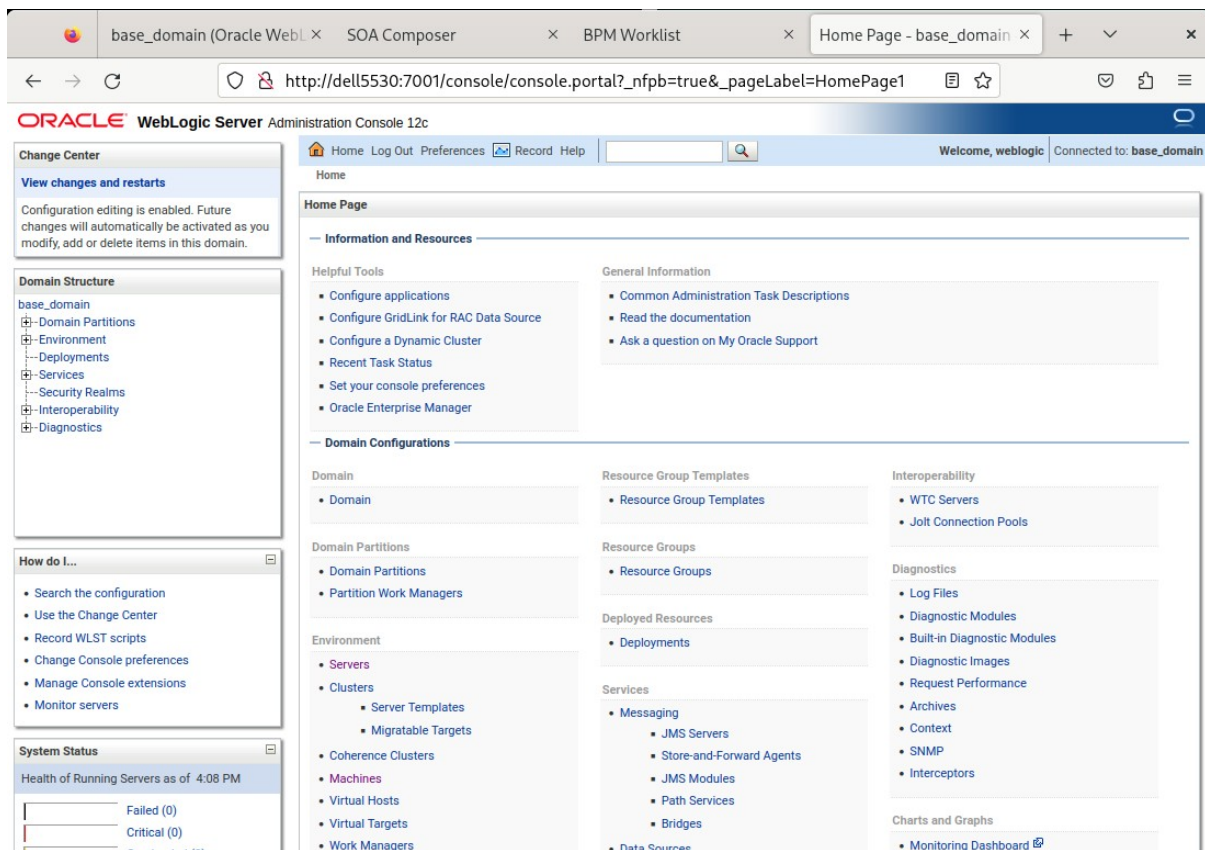 base_domain (Oracle WebL
SOA Composer
BPM Worklist
Home Page - base_domain
http://dell5530:7001/console/console.portal?_nfpb=true&_pageLabel=HomePage1
ORACLE WebLogic Server Administration Console 12c
Change Center
View changes and restarts
Configuration editing is enabled. Future
changes will automatically be activated as you
modify, add or delete items in this domain.
Domain Structure
base_domain
Domain Partitions
Environment
Deployments
Services
Security Realms
Interoperability
Diagnostics
How do I...
Search the configuration
Use the Change Center
Record WLST scripts
Change Console preferences
Manage Console extensions
Monitor servers
System Status
Health of Running Servers as of 4:08 PM
Failed (0)
Critical (0)
Home Log Out Preferences Record Help
Welcome, weblogic Connected to: base_domain
Home
Home Page
Information and Resources
Helpful Tools
Configure applications
Configure GridLink for RAC Data Source
Configure a Dynamic Cluster
Recent Task Status
Set your console preferences
Oracle Enterprise Manager
General Information
Common Administration Task Descriptions
Read the documentation
Ask a question on My Oracle Support
Domain Configurations
Domain
Domain
Domain Partitions
Domain Partitions
Partition Work Managers
Environment
Servers
Clusters
Server Templates
Migratable Targets
Coherence Clusters
Machines
Virtual Hosts
Virtual Targets
Work Managers
Resource Group Templates
Resource Group Templates
Resource Groups
Resource Groups
Deployed Resources
Deployments
Services
Messaging
JMS Servers
Store-and-Forward Agents
JMS Modules
Path Services
Bridges
Data Sources
Interoperability
WTC Servers
Jolt Connection Pools
Diagnostics
Log Files
Diagnostic Modules
Built-in Diagnostic Modules
Diagnostic Images
Request Performance
Archives
Context
SNMP
Interceptors
Charts and Graphs
Monitoring Dashboard